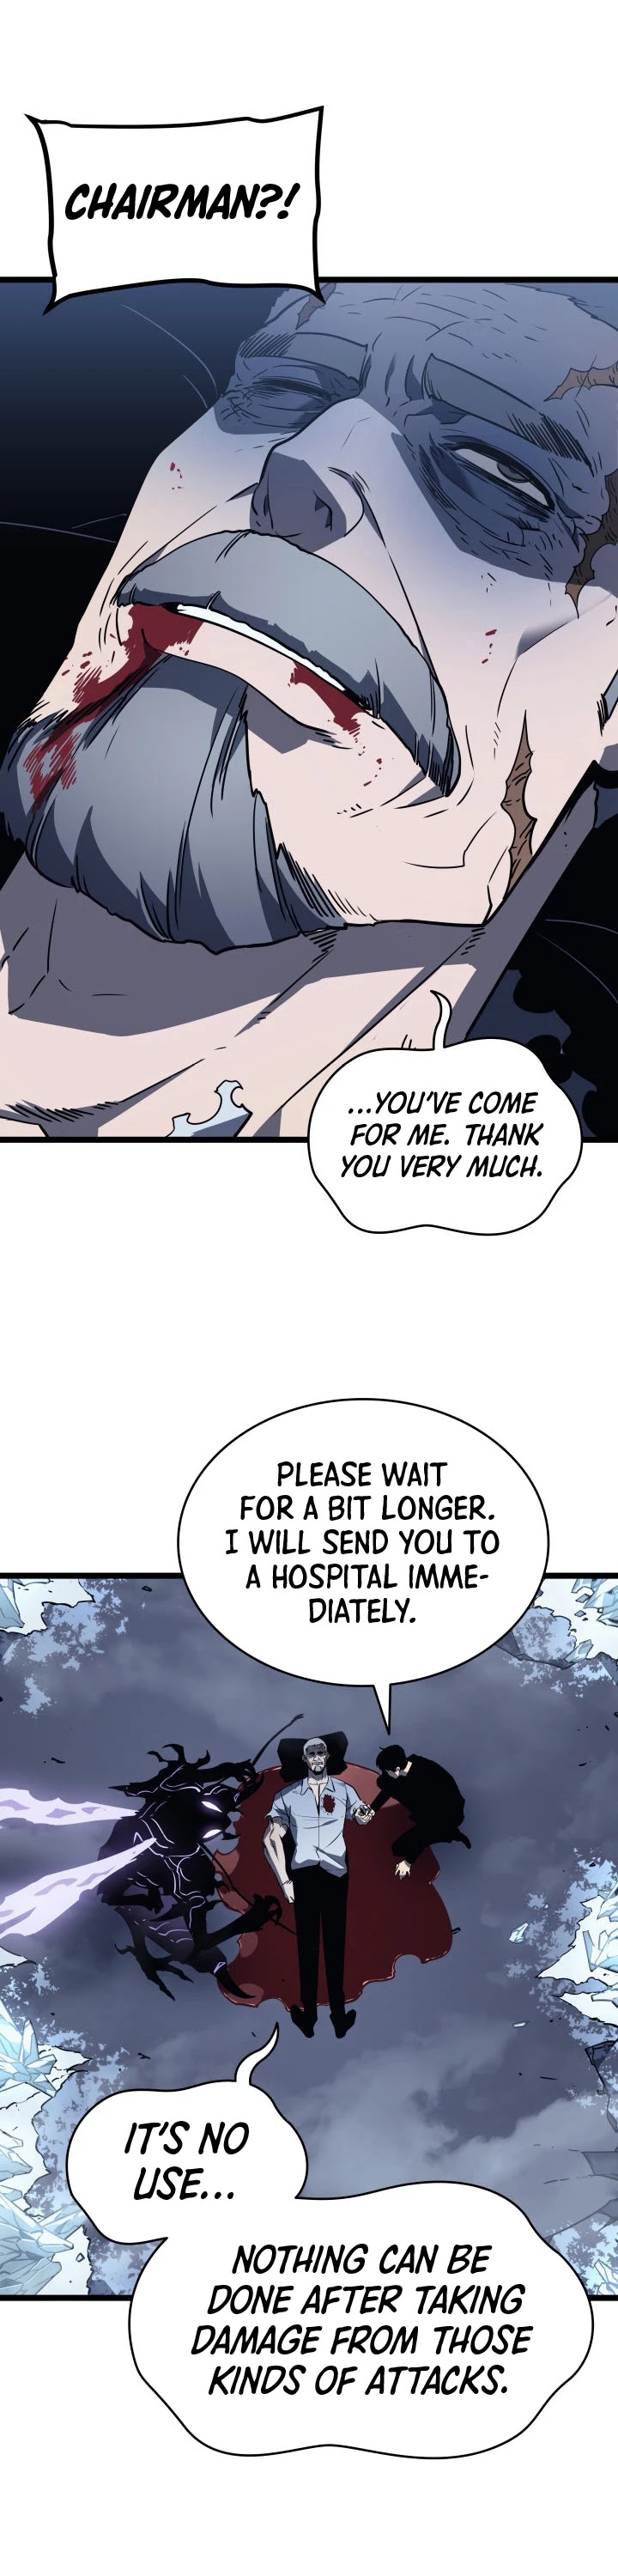 CHAIRMAN?!
...YOU'VE COME
FOR ME. THANK
YOU VERY MUCH.
PLEASE WAIT
FOR A BIT LONGER.
I WILL SEND YOU TO
A HOSPITAL IMME-
DIATELY.
IT'S NO
USE...
NOTHING CAN BE
DONE AFTER TAKING
DAMAGE FROM THOSE
KINDS OF ATTACKS.